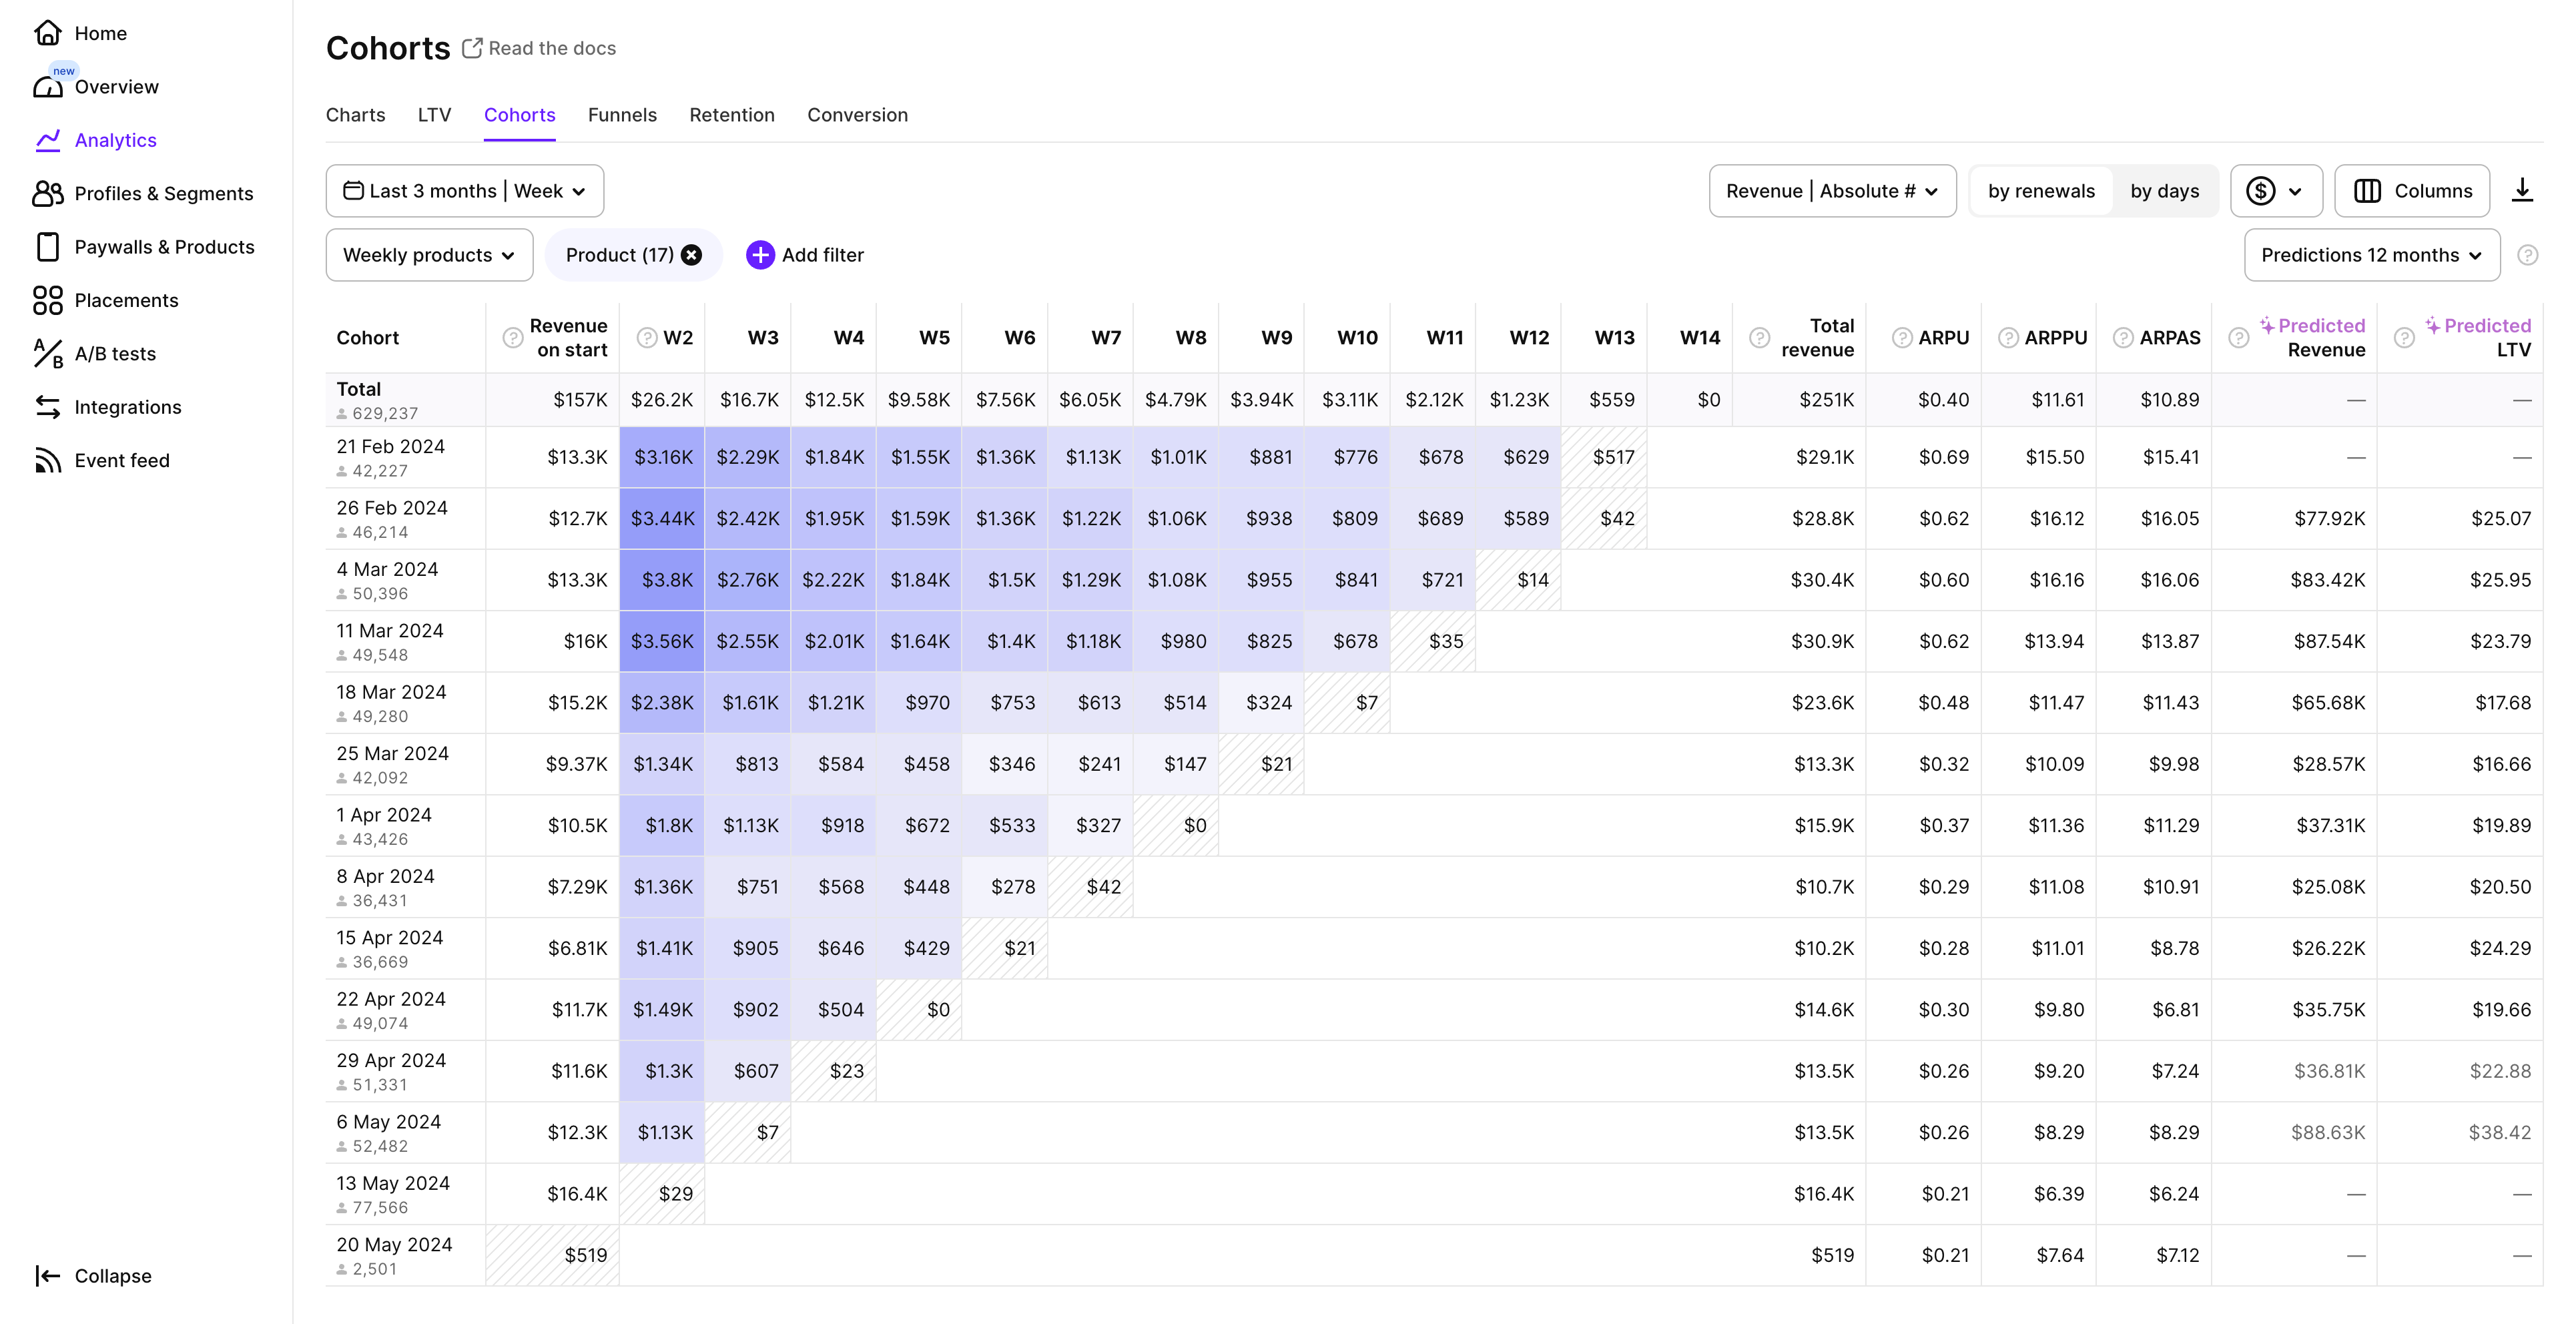 Home
new
Overview
Analytics
Profiles & Segments
Paywalls & Products
Placements
A/B tests
Integrations
Event feed
Collapse
Cohorts Read the docs
Charts LTV Cohorts Funnels Retention Conversion
Last 3 months | Week Revenue | Absolute # by renewals by days $ Columns
Weekly products Product (17) Add filter Predictions 12 months ?
Cohort ? Revenue on start ? W2 W3 W4 W5 W6 W7 W8 W9 W10 W11 W12 W13 W14 ? Total revenue ? ARPU ? ARPPU ? ARPAS ? Predicted Revenue ? Predicted LTV
Total $157K $26.2K $16.7K $12.5K $9.58K $7.56K $6.05K $4.79K $3.94K $3.11K $2.12K $1.23K $559 $0 $251K $0.40 $11.61 $10.89 — —
629,237
21 Feb 2024 $13.3K $3.16K $2.29K $1.84K $1.55K $1.36K $1.13K $1.01K $881 $776 $678 $629 $517 $29.1K $0.69 $15.50 $15.41 — —
42,227
26 Feb 2024 $12.7K $3.44K $2.42K $1.95K $1.59K $1.36K $1.22K $1.06K $938 $809 $689 $589 $42 $28.8K $0.62 $16.12 $16.05 $77.92K $25.07
46,214
4 Mar 2024 $13.3K $3.8K $2.76K $2.22K $1.84K $1.5K $1.29K $1.08K $955 $841 $721 $14 $30.4K $0.60 $16.16 $16.06 $83.42K $25.95
50,396
11 Mar 2024 $16K $3.56K $2.55K $2.01K $1.64K $1.4K $1.18K $980 $825 $678 $35 $30.9K $0.62 $13.94 $13.87 $87.54K $23.79
49,548
18 Mar 2024 $15.2K $2.38K $1.61K $1.21K $970 $753 $613 $514 $324 $7 $23.6K $0.48 $11.47 $11.43 $65.68K $17.68
49,280
25 Mar 2024 $9.37K $1.34K $813 $584 $458 $346 $241 $147 $21 $13.3K $0.32 $10.09 $9.98 $28.57K $16.66
42,092
1 Apr 2024 $10.5K $1.8K $1.13K $918 $672 $533 $327 $0 $15.9K $0.37 $11.36 $11.29 $37.31K $19.89
43,426
8 Apr 2024 $7.29K $1.36K $751 $568 $448 $278 $42 $10.7K $0.29 $11.08 $10.91 $25.08K $20.50
36,431
15 Apr 2024 $6.81K $1.41K $905 $646 $429 $21 $10.2K $0.28 $11.01 $8.78 $26.22K $24.29
36,669
22 Apr 2024 $11.7K $1.49K $902 $504 $0 $14.6K $0.30 $9.80 $6.81 $35.75K $19.66
49,074
29 Apr 2024 $11.6K $1.3K $607 $23 $13.5K $0.26 $9.20 $7.24 $36.81K $22.88
51,331
6 May 2024 $12.3K $1.13K $7 $13.5K $0.26 $8.29 $8.29 $88.63K $38.42
52,482
13 May 2024 $16.4K $29 $16.4K $0.21 $6.39 $6.24 — —
77,566
20 May 2024 $519 $519 $0.21 $7.64 $7.12 — —
2,501